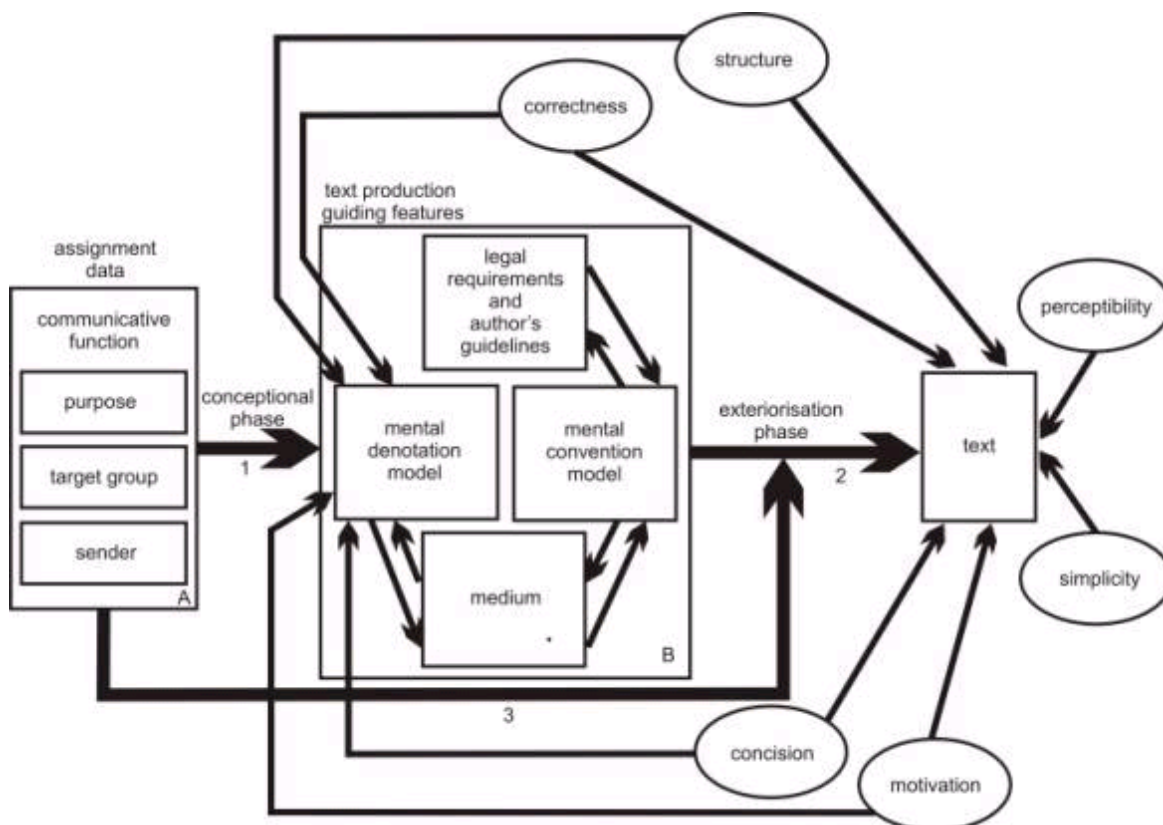 structure
correctness
text production
guiding features
assignment
data
legal
requirements
and
author's
guidelines
communicative
function
perceptibility
purpose
conceptional
phase
mental
denotation
model
mental
convention
model
exteriorisation
phase
text
1
target group
2
sender
A
medium
simplicity
B
3
concision
motivation